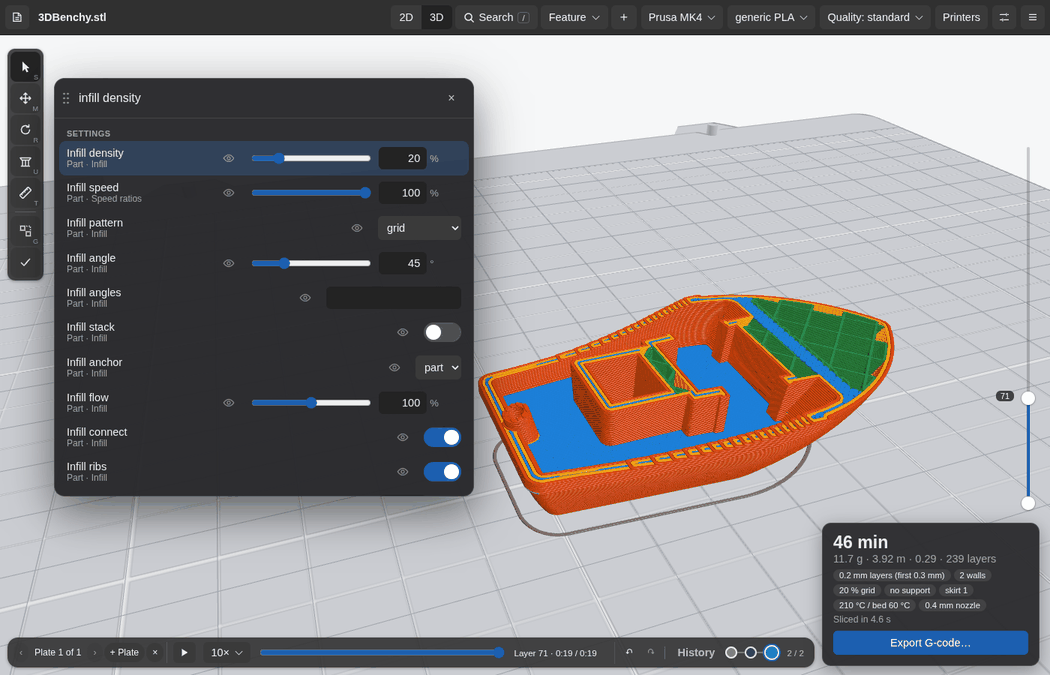 3DBenchy.stl
2D
3D
Search /
Feature
+
Prusa MK4
generic PLA
Quality: standard
Printers
S
M
R
U
T
G
infill density
×
SETTINGS
Infill density
Part · Infill
20 %
Infill speed
Part · Speed ratios
100 %
Infill pattern
Part · Infill
grid
Infill angle
Part · Infill
45 °
Infill angles
Part · Infill
Infill stack
Part · Infill
Infill anchor
Part · Infill
part
Infill flow
Part · Infill
100 %
Infill connect
Part · Infill
Infill ribs
Part · Infill
71
46 min
11.7 g · 3.92 m · 0.29 · 239 layers
0.2 mm layers (first 0.3 mm) 2 walls
20 % grid no support skirt 1
210 °C / bed 60 °C 0.4 mm nozzle
Sliced in 4.6 s
Export G-code…
‹ Plate 1 of 1 › + Plate × 10× Layer 71 · 0:19 / 0:19 History 2 / 2